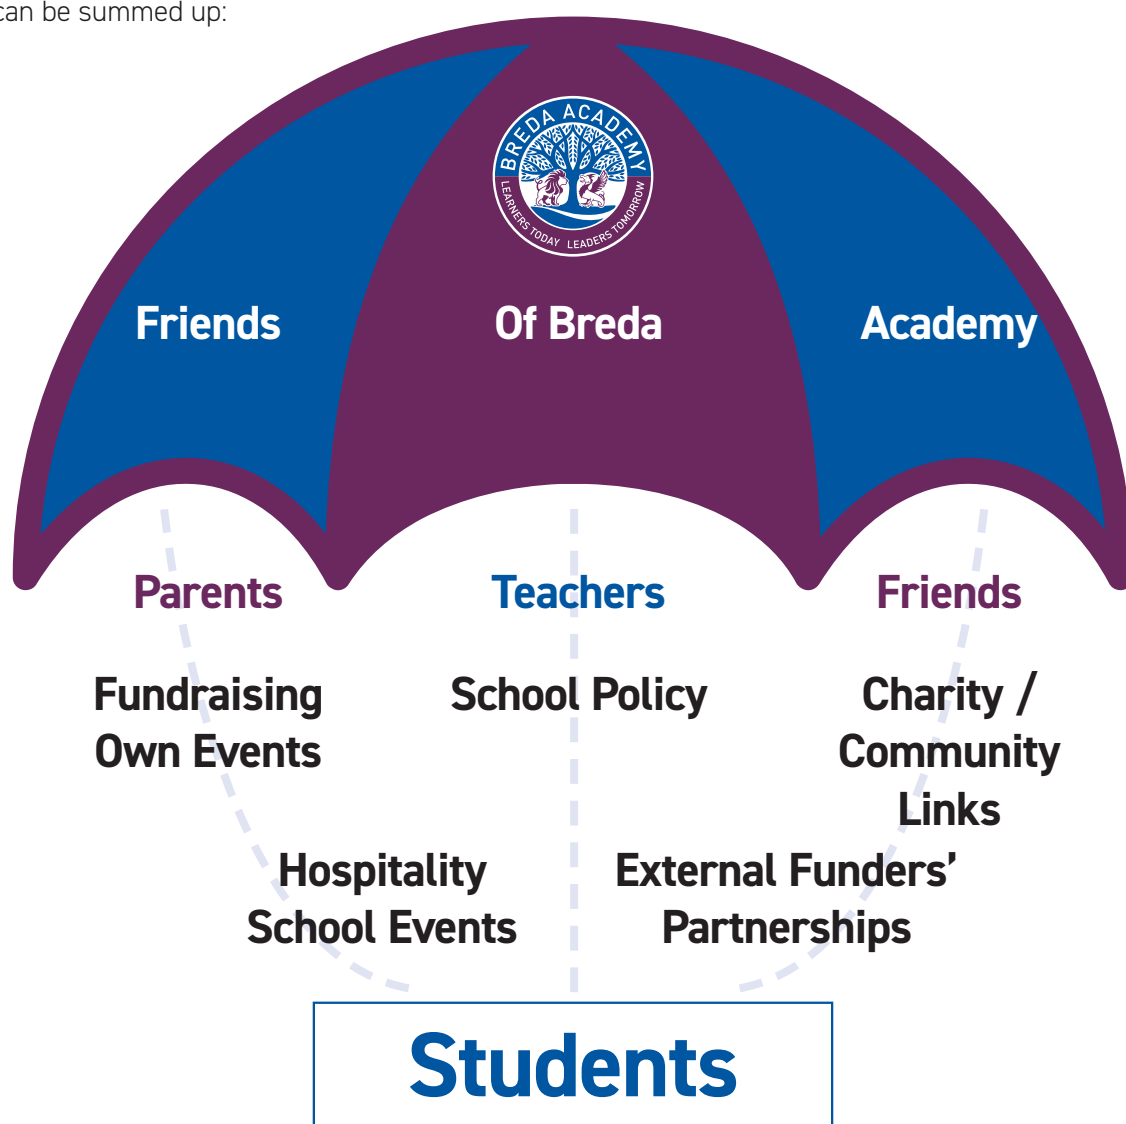 can be summed up:
BREDA ACADEMY
LEARNERS TODAY LEADERS TOMORROW
Friends
Of Breda
Academy
Parents
Teachers
Friends
Fundraising
Own Events
School Policy
Charity /
Community
Links
Hospitality
School Events
External Funders’
Partnerships
Students